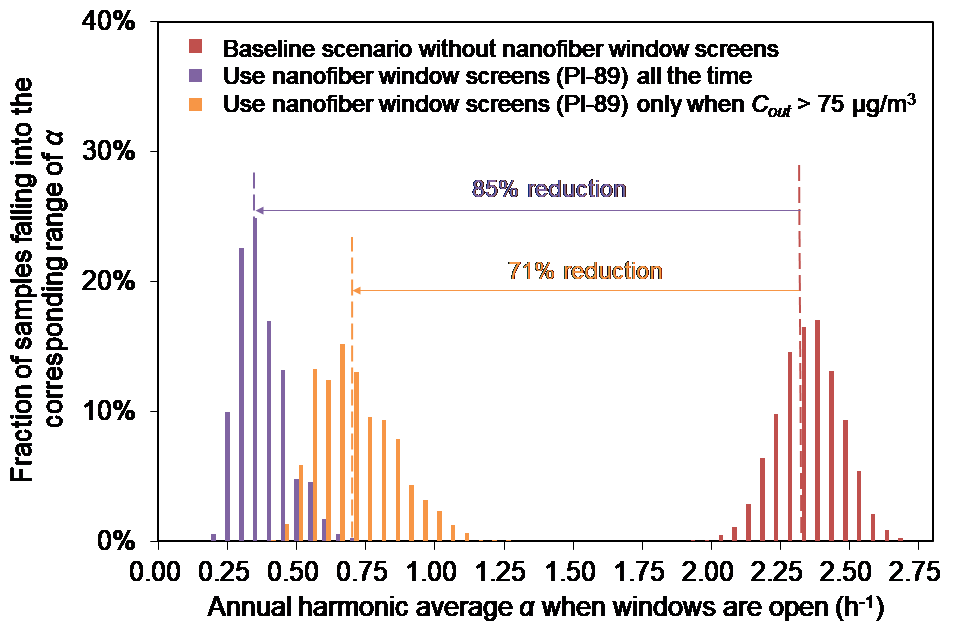 40%
30%
20%
10%
0%
Fraction of samples falling into the
corresponding range of α
Baseline scenario without nanofiber window screens
Use nanofiber window screens (PI-89) all the time
Use nanofiber window screens (PI-89) only when Cout > 75 µg/m³
85% reduction
71% reduction
0.00 0.25 0.50 0.75 1.00 1.25 1.50 1.75 2.00 2.25 2.50 2.75
Annual harmonic average α when windows are open (h⁻¹)